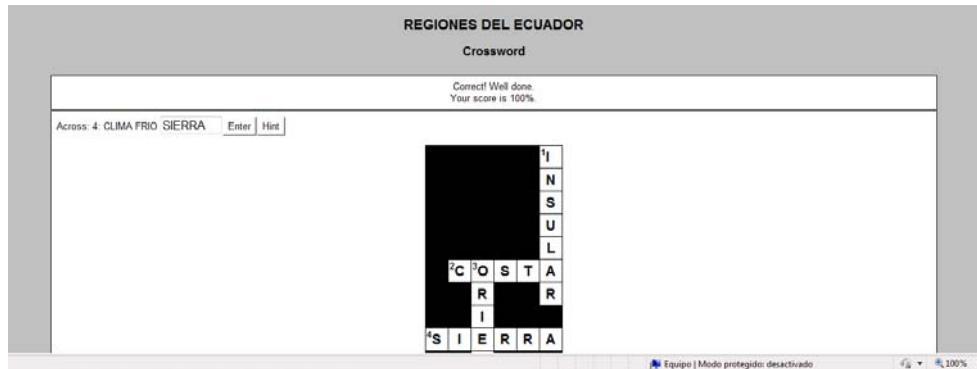 REGIONES DEL ECUADOR
Crossword
Correct! Well done.
Your score is 100%.
Across: 4: CLIMA FRIO SIERRA Enter Hint
1I
N
S
U
L
2C 3O S T A
R R
I
4S I E R R A
Equipo | Modo protegido: desactivado 100%